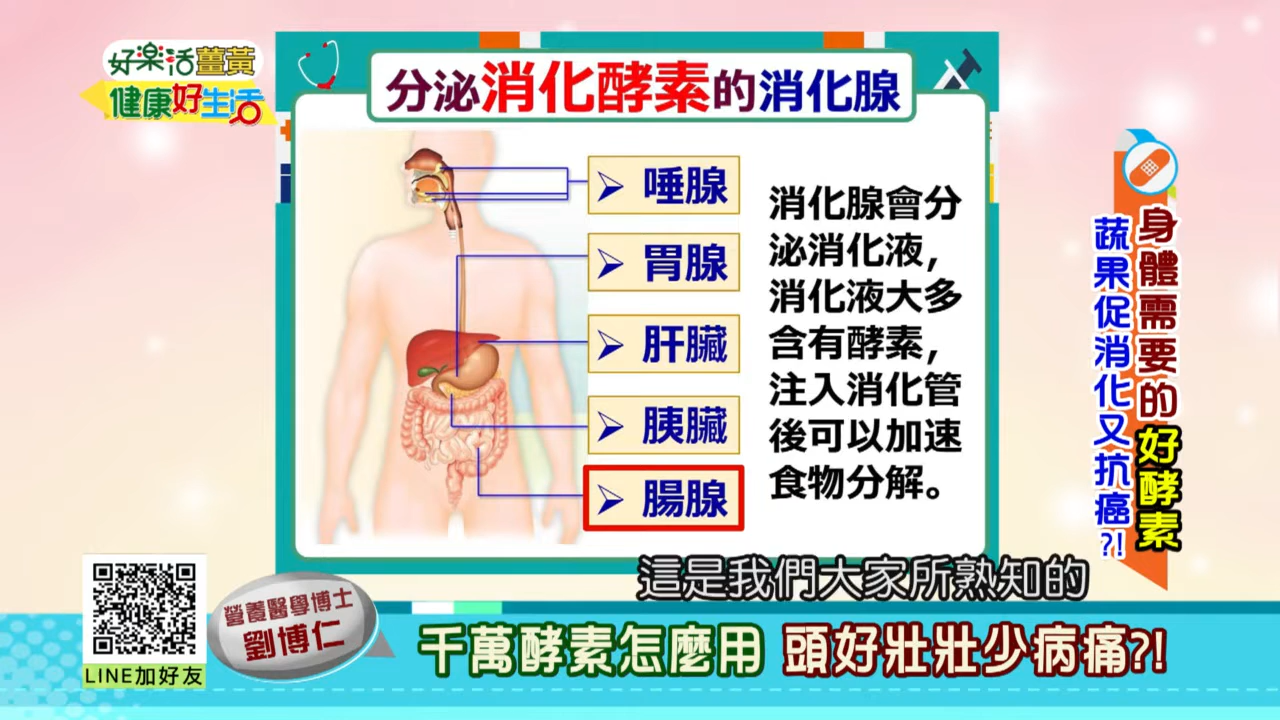 好楽活薑黃
健康好生活
分泌消化酵素的消化腺
唾腺
胃腺
肝臟
胰臟
腸腺
消化腺會分
泌消化液，
消化液大多
含有酵素，
注入消化管
後可以加速
食物分解。
身體需要的好酵素
蔬果促消化又抗癌?!
這是我們大家所熟知的
營養醫學博士
劉博仁
千萬酵素怎麼用 頭好壯壯少病痛?!
LINE加好友